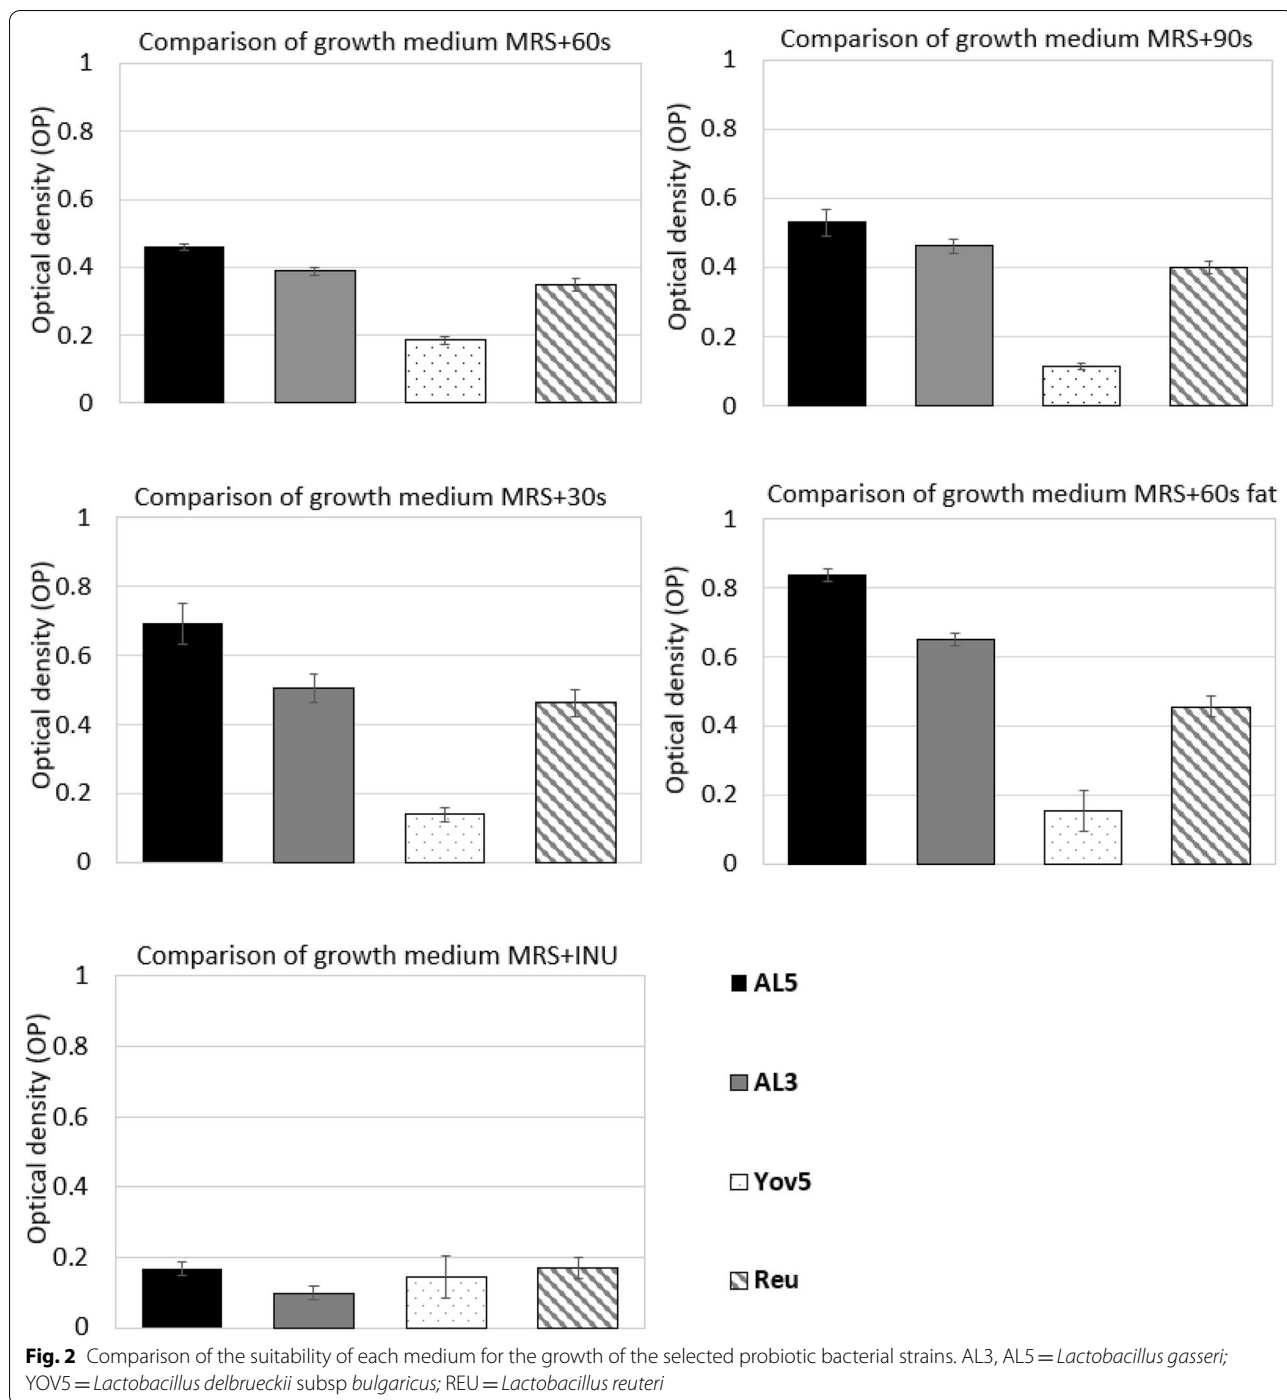 Comparison of growth medium MRS+60s
Optical density (OP)
1
0.8
0.6
0.4
0.2
0
Comparison of growth medium MRS+90s
Optical density (OP)
1
0.8
0.6
0.4
0.2
0
Comparison of growth medium MRS+30s
Optical density (OP)
1
0.8
0.6
0.4
0.2
0
Comparison of growth medium MRS+60s fat
Optical density (OP)
1
0.8
0.6
0.4
0.2
0
Comparison of growth medium MRS+INU
Optical density (OP)
1
0.8
0.6
0.4
0.2
0
AL5
AL3
Yov5
Reu
Fig. 2 Comparison of the suitability of each medium for the growth of the selected probiotic bacterial strains. AL3, AL5 = Lactobacillus gasseri;
YOV5 = Lactobacillus delbrueckii subsp bulgaricus; REU = Lactobacillus reuteri